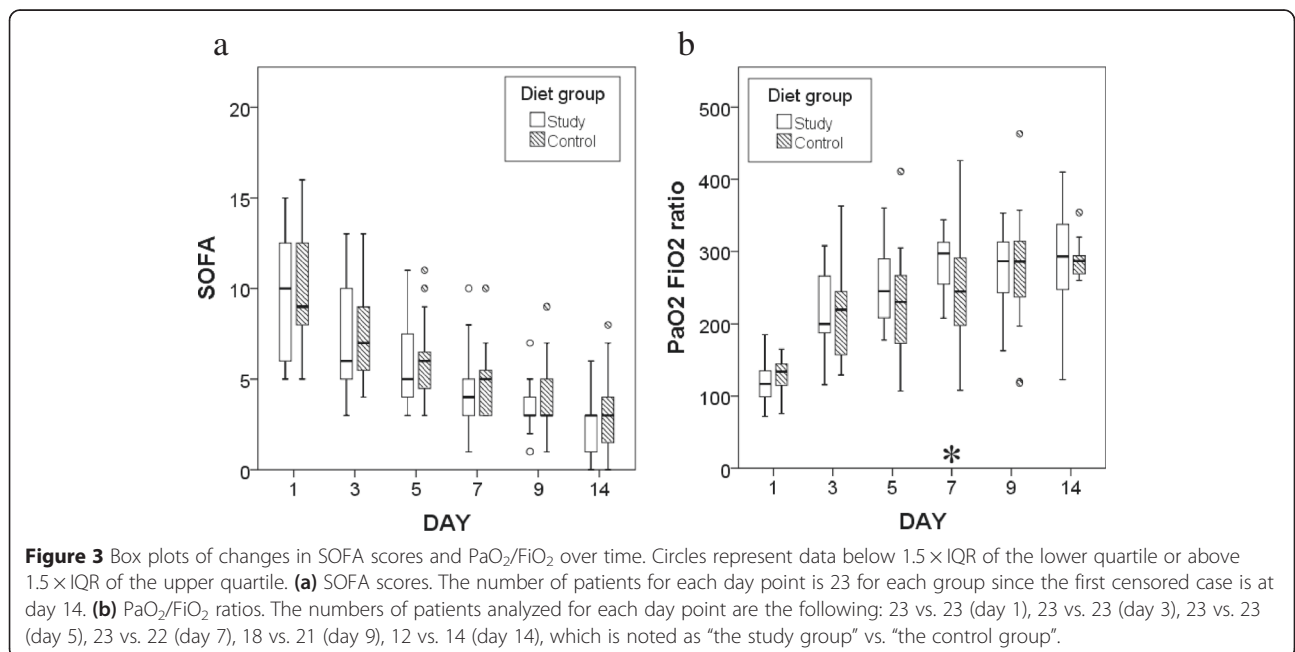 a
b
20
15
10
5
0
SOFA
Diet group
Study
Control
1 3 5 7 9 14
DAY
500
400
300
200
100
0
PaO2 FiO2 ratio
Diet group
Study
Control
*
1 3 5 7 9 14
DAY
Figure 3 Box plots of changes in SOFA scores and PaO₂/FiO₂ over time. Circles represent data below 1.5 × IQR of the lower quartile or above
1.5 × IQR of the upper quartile. (a) SOFA scores. The number of patients for each day point is 23 for each group since the first censored case is at
day 14. (b) PaO₂/FiO₂ ratios. The numbers of patients analyzed for each day point are the following: 23 vs. 23 (day 1), 23 vs. 23 (day 3), 23 vs. 23
(day 5), 23 vs. 22 (day 7), 18 vs. 21 (day 9), 12 vs. 14 (day 14), which is noted as “the study group” vs. “the control group”.